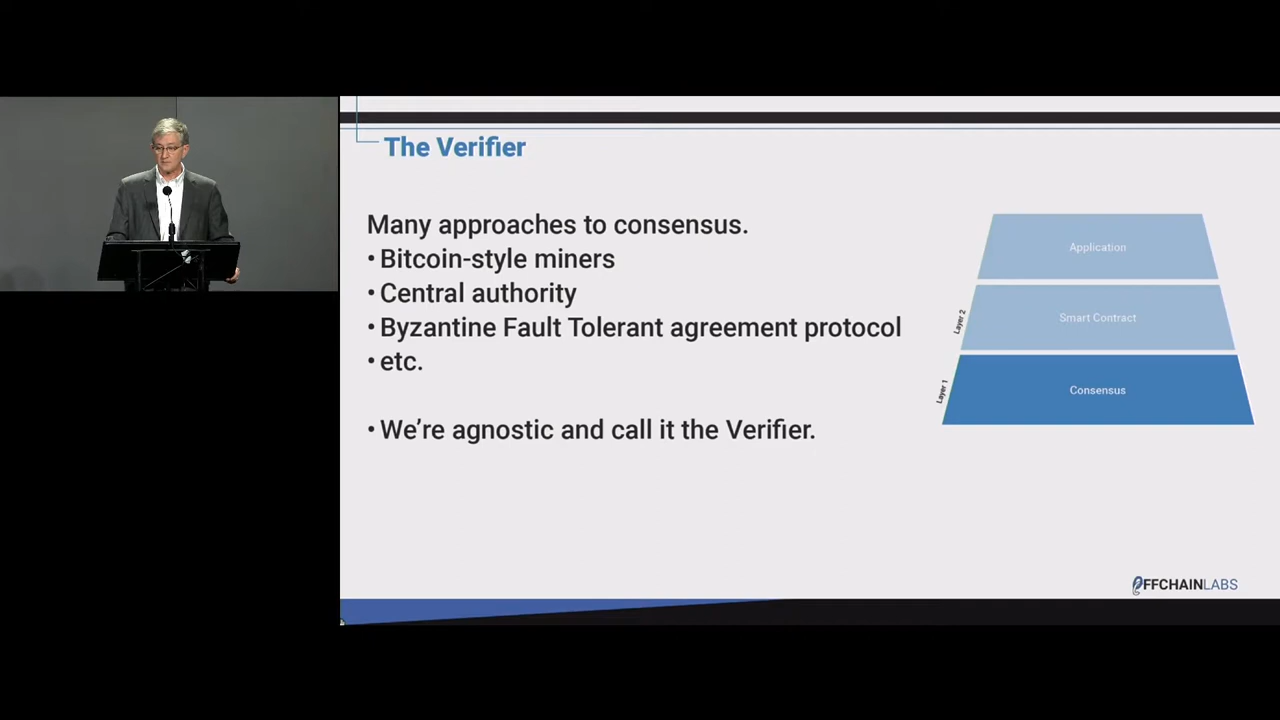 The Verifier
Many approaches to consensus.
• Bitcoin-style miners
• Central authority
• Byzantine Fault Tolerant agreement protocol
• etc.
• We're agnostic and call it the Verifier.
Application
Layer 2
Smart Contract
Layer 1
Consensus
OFFCHAINLABS